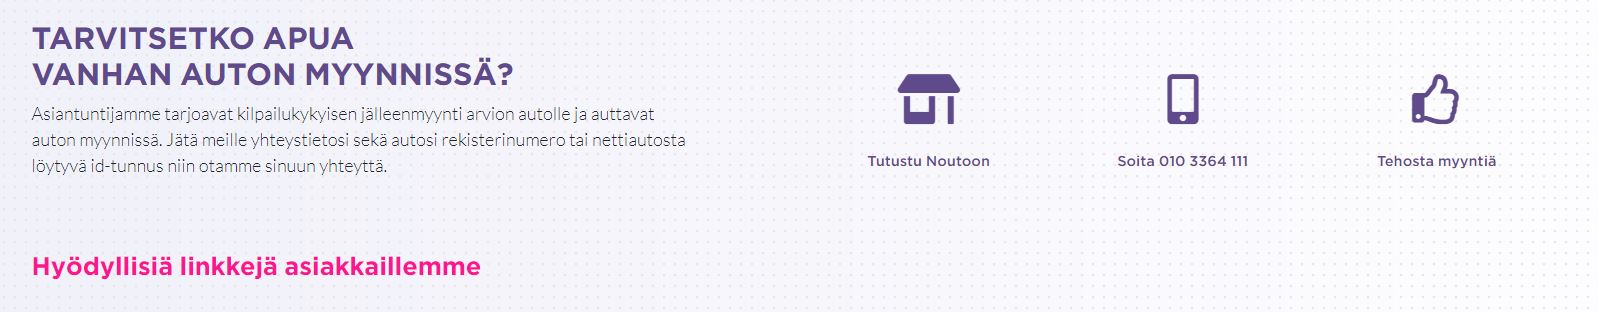 TARVITSETKO APUA
VANHAN AUTON MYYNNISSÄ?
Asiantuntijamme tarjoavat kilpailukykyisen jälleenmyynti arvion autolle ja auttavat
auton myynnissä. Jätä meille yhteystietosi sekä autosi rekisterinumero tai nettiautosta
löytyvä id-tunnus niin otamme sinuun yhteyttä.
Tutustu Noutoon
Soita 010 3364 111
Tehosta myyntiä
Hyödyllisiä linkkejä asiakkaillemme